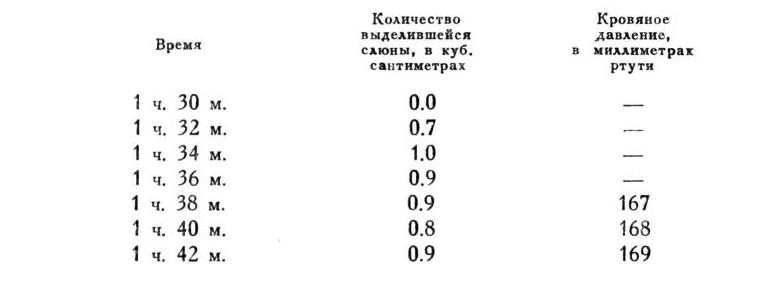 Время
Количество
выделившейся
слюны, в куб.
сантиметрах
Кровяное
давление,
в миллиметрак
ртути
1 ч. 30 м. 0.0 —
1 ч. 32 м. 0.7 —
1 ч. 34 м. 1.0 —
1 ч. 36 м. 0.9 —
1 ч. 38 м. 0.9 167
1 ч. 40 м. 0.8 168
1 ч. 42 м. 0.9 169